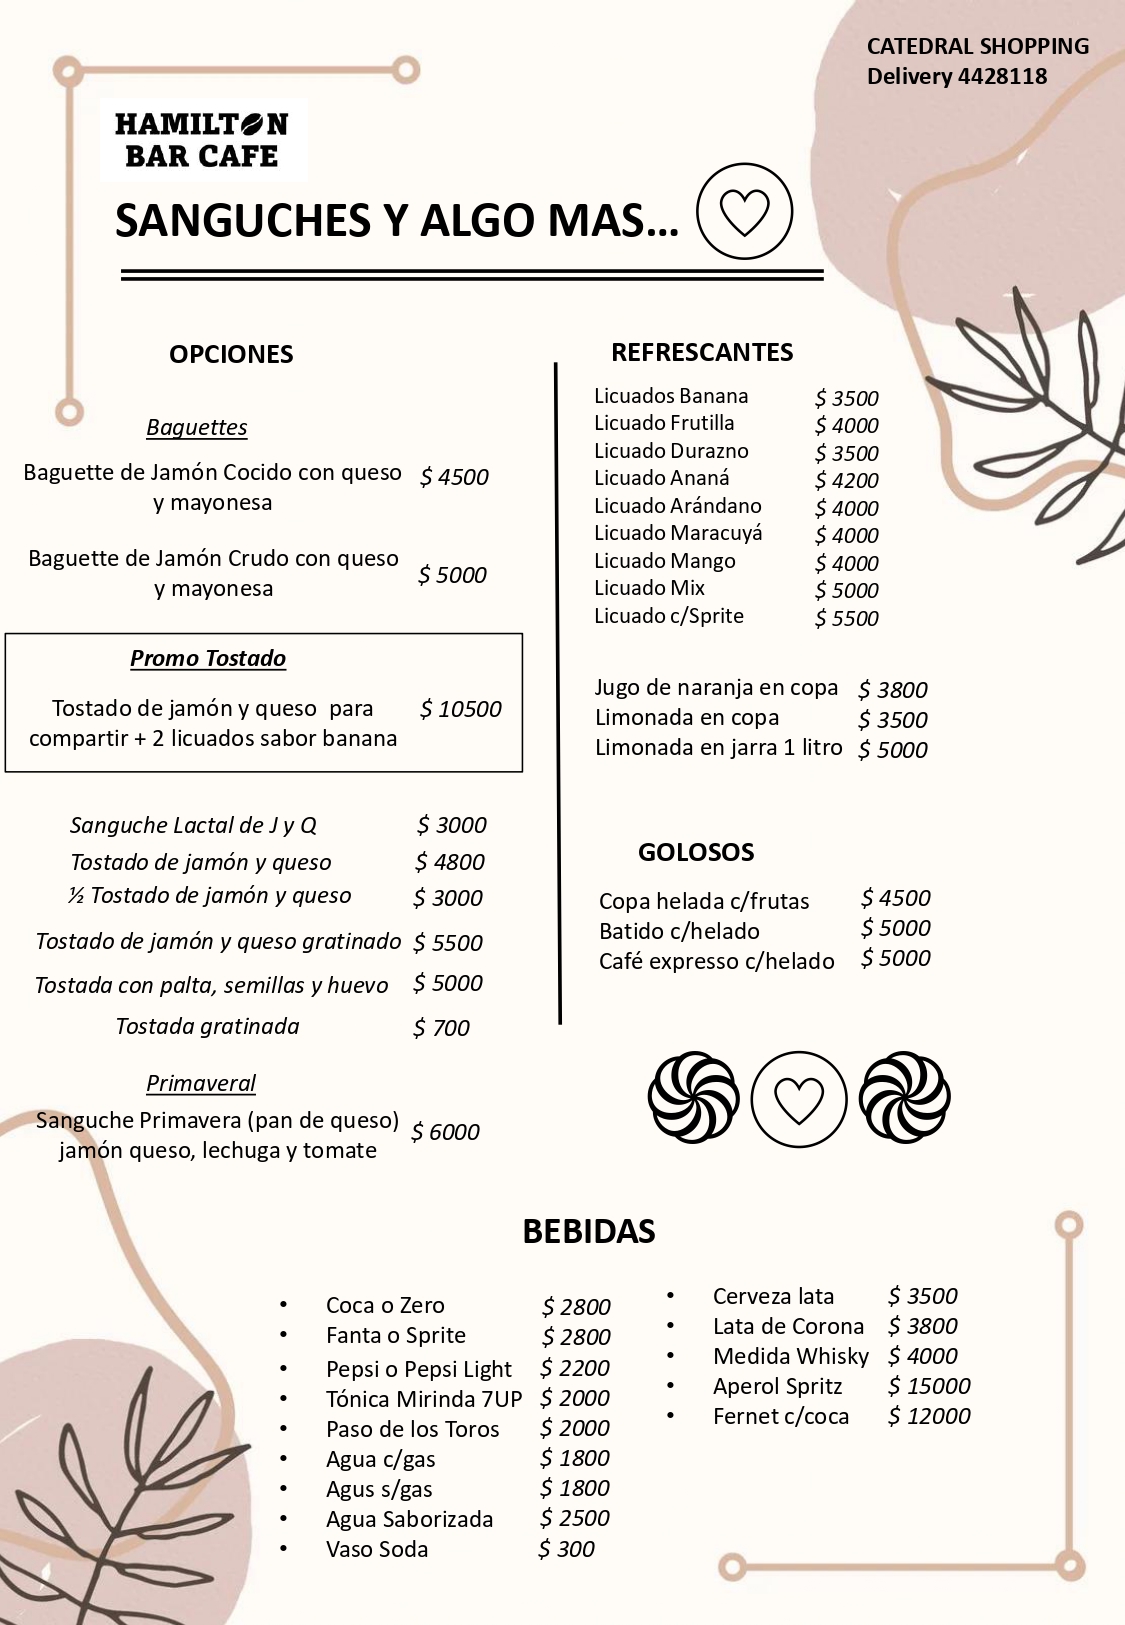 CATEDRAL SHOPPING
Delivery 4428118
HAMILTON
BAR CAFE
SANGUCHES Y ALGO MAS...
OPCIONES
Baguettes
Baguette de Jamón Cocido con queso $ 4500
y mayonesa
Baguette de Jamón Crudo con queso $ 5000
y mayonesa
Promo Tostado
Tostado de jamón y queso para $ 10500
compartir + 2 licuados sabor banana
Sanguche Lactal de J y Q $ 3000
Tostado de jamón y queso $ 4800
½ Tostado de jamón y queso $ 3000
Tostado de jamón y queso gratinado $ 5500
Tostada con palta, semillas y huevo $ 5000
Tostada gratinada $ 700
Primaveral
Sanguche Primavera (pan de queso) $ 6000
jamón queso, lechuga y tomate
REFRESCANTES
Licuados Banana $ 3500
Licuado Frutilla $ 4000
Licuado Durazno $ 3500
Licuado Ananá $ 4200
Licuado Arándano $ 4000
Licuado Maracuyá $ 4000
Licuado Mango $ 4000
Licuado Mix $ 5000
Licuado c/Sprite $ 5500
Jugo de naranja en copa $ 3800
Limonada en copa $ 3500
Limonada en jarra 1 litro $ 5000
GOLOSOS
Copa helada c/frutas $ 4500
Batido c/helado $ 5000
Café expresso c/helado $ 5000
BEBIDAS
• Coca o Zero $ 2800
• Fanta o Sprite $ 2800
• Pepsi o Pepsi Light $ 2200
• Tónica Mirinda 7UP $ 2000
• Paso de los Toros $ 2000
• Agua c/gas $ 1800
• Agus s/gas $ 1800
• Agua Saborizada $ 2500
• Vaso Soda $ 300
• Cerveza lata $ 3500
• Lata de Corona $ 3800
• Medida Whisky $ 4000
• Aperol Spritz $ 15000
• Fernet c/coca $ 12000